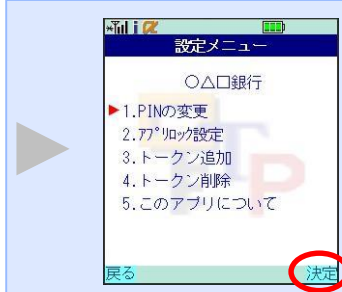 設定メニュー
○△□銀行
1.PINの変更
2.ｱﾌﾟﾘﾛｯｸ設定
3.トークン追加
4.トークン削除
5.このアプリについて
戻る 決定